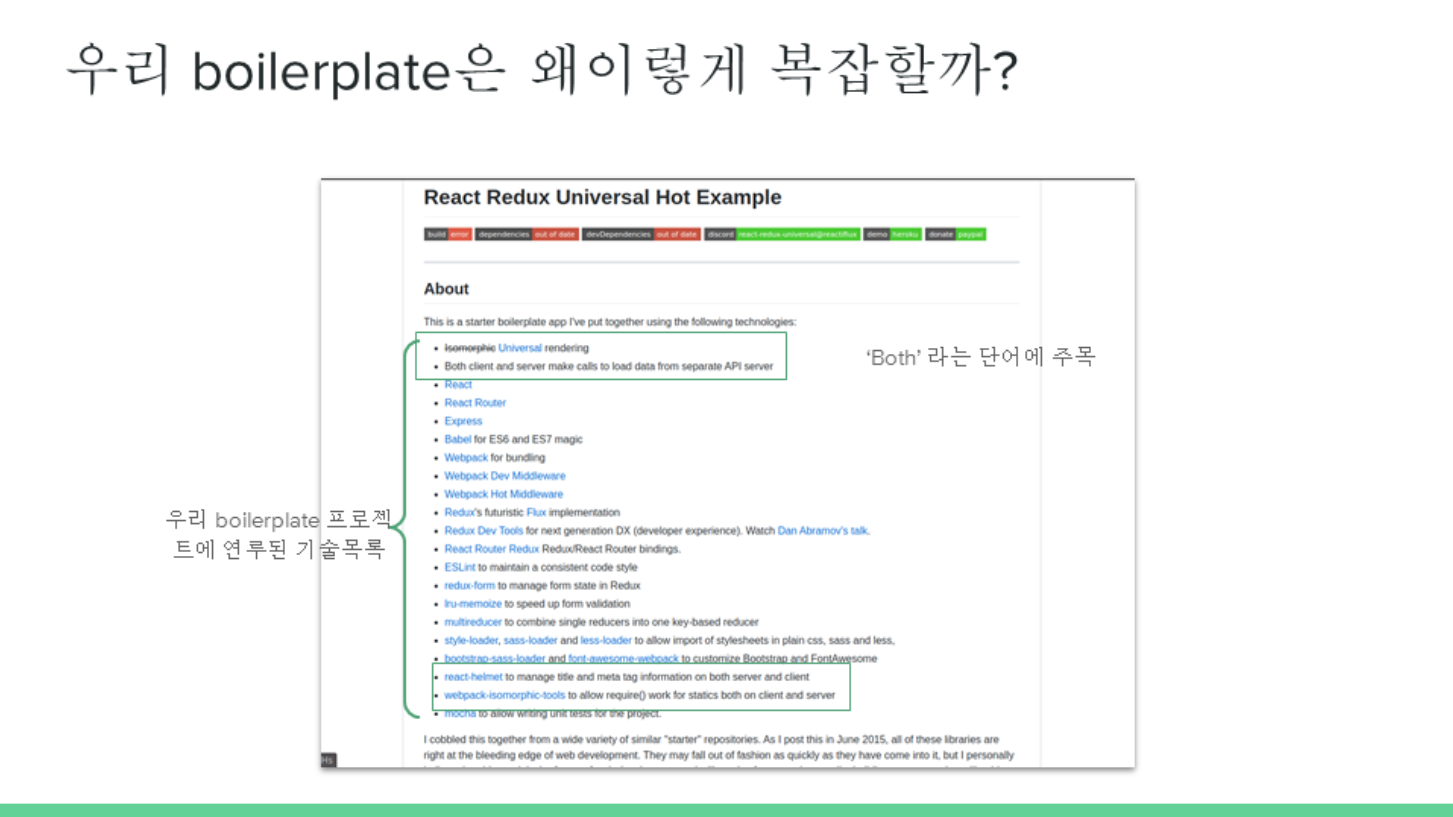 우리 boilerplate은 왜이렇게 복잡할까?
React Redux Universal Hot Example
build error dependencies out of date devDependencies out of date discord react-redux-universal@reactiflux demo heroku donate paypal
About
This is a starter boilerplate app I've put together using the following technologies:
• Isomorphic Universal rendering
• Both client and server make calls to load data from separate API server
'Both' 라는 단어에 주목
• React
• React Router
• Express
• Babel for ES6 and ES7 magic
• Webpack for bundling
• Webpack Dev Middleware
• Webpack Hot Middleware
• Redux's futuristic Flux implementation
• Redux Dev Tools for next generation DX (developer experience). Watch Dan Abramov's talk.
• React Router Redux Redux/React Router bindings.
• ESLint to maintain a consistent code style
• redux-form to manage form state in Redux
• lru-memoize to speed up form validation
• multireducer to combine single reducers into one key-based reducer
• style-loader, sass-loader and less-loader to allow import of stylesheets in plain css, sass and less,
• bootstrap-sass-loader and font-awesome-webpack to customize Bootstrap and FontAwesome
• react-helmet to manage title and meta tag information on both server and client
• webpack-isomorphic-tools to allow require() work for statics both on client and server
• mocha to allow writing unit tests for the project.
우리 boilerplate 프로젝
트에 연루된 기술목록
I cobbled this together from a wide variety of similar "starter" repositories. As I post this in June 2015, all of these libraries are
right at the bleeding edge of web development. They may fall out of fashion as quickly as they have come into it, but I personally